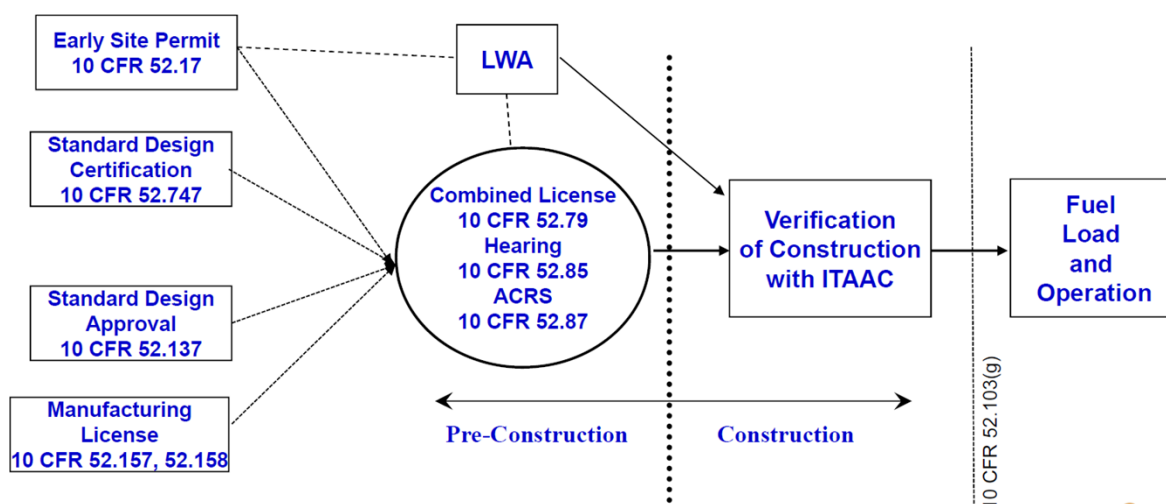 Early Site Permit
10 CFR 52.17
LWA
Standard Design
Certification
10 CFR 52.747
Combined License
10 CFR 52.79
Hearing
10 CFR 52.85
ACRS
10 CFR 52.87
Verification
of Construction
with ITAAC
Fuel
Load
and
Operation
Standard Design
Approval
10 CFR 52.137
Manufacturing
License
10 CFR 52.157, 52.158
Pre-Construction
Construction
10 CFR 52.103(g)